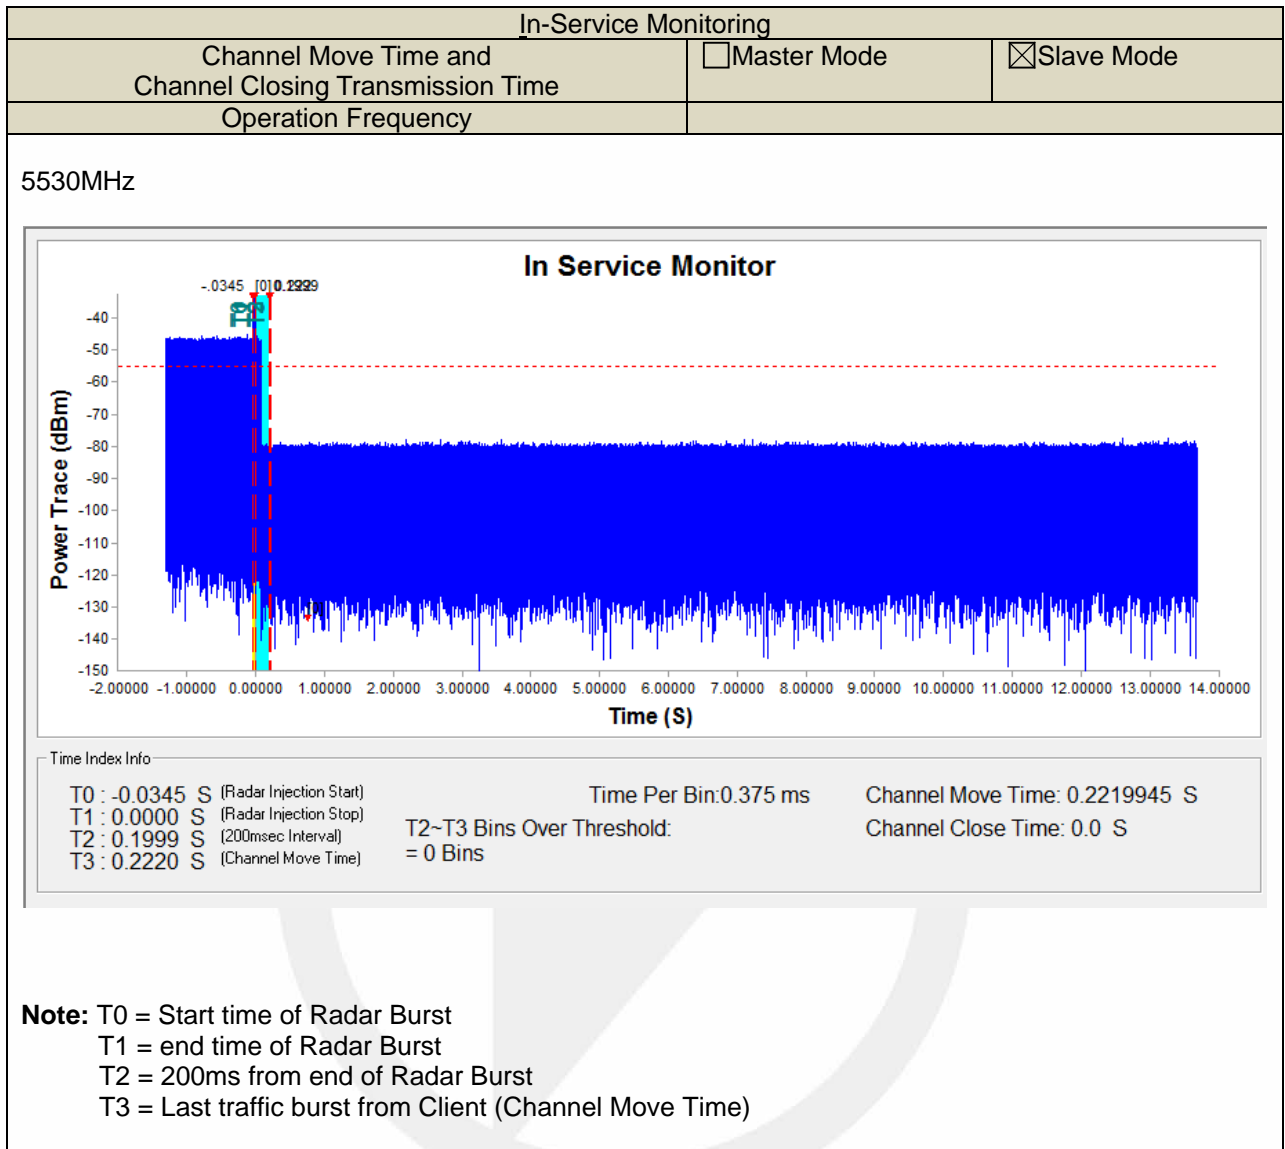 In-Service Monitoring
Channel Move Time and
Channel Closing Transmission Time
☐Master Mode
☒Slave Mode
Operation Frequency
5530MHz
In Service Monitor
-.0345
-40
-50
-60
-70
-80
-90
-100
-110
-120
-130
-140
-150
Power Trace (dBm)
-2.00000 -1.00000 0.00000 1.00000 2.00000 3.00000 4.00000 5.00000 6.00000 7.00000 8.00000 9.00000 10.00000 11.00000 12.00000 13.00000 14.00000
Time (S)
Time Index Info
T0 : -0.0345 S (Radar Injection Start)
T1 : 0.0000 S (Radar Injection Stop)
T2 : 0.1999 S (200msec Interval)
T3 : 0.2220 S (Channel Move Time)
Time Per Bin:0.375 ms
T2~T3 Bins Over Threshold:
= 0 Bins
Channel Move Time: 0.2219945 S
Channel Close Time: 0.0 S
Note: T0 = Start time of Radar Burst
T1 = end time of Radar Burst
T2 = 200ms from end of Radar Burst
T3 = Last traffic burst from Client (Channel Move Time)